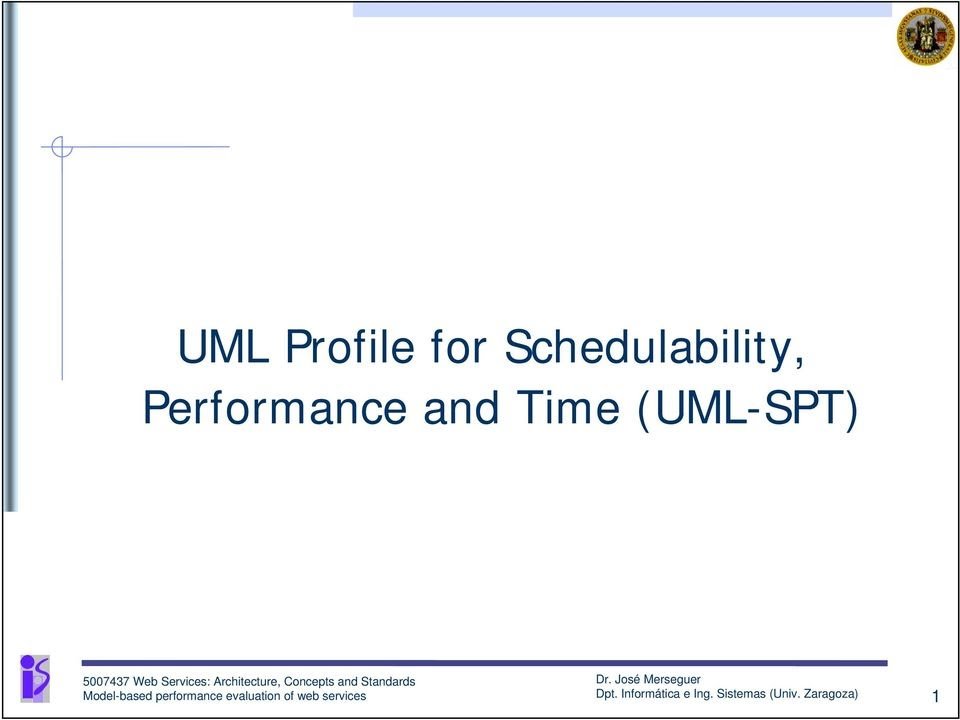 UML Profile for Schedulability,
Performance and Time (UML-SPT)
5007437 Web Services: Architecture, Concepts and Standards
Model-based performance evaluation of web services
Dr. José Merseguer
Dpt. Informática e Ing. Sistemas (Univ. Zaragoza)
1